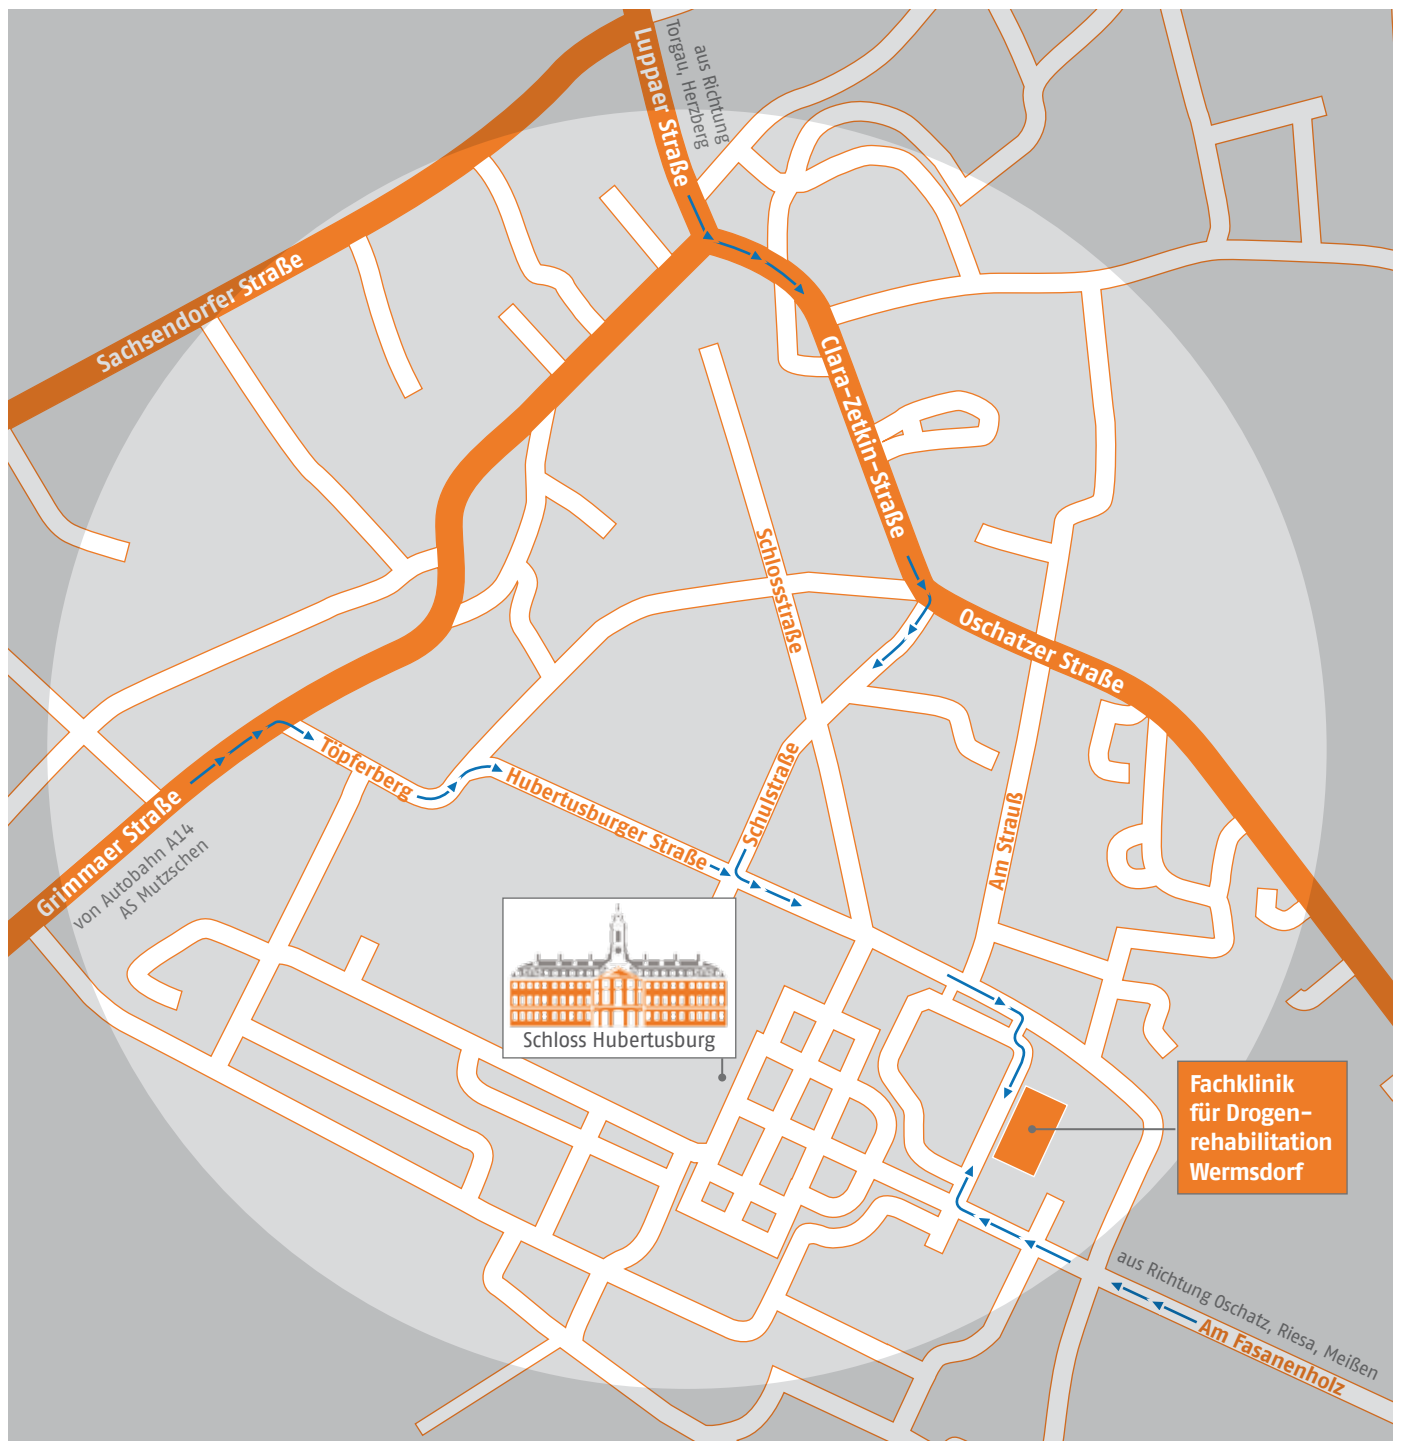 Luppaer Straße
aus Richtung
Torgau, Herzberg
Sachsendorfer Straße
Clara-Zetkin-Straße
Schlossstraße
Oschatzer Straße
Töpferberg
Hubertusburger Straße
Schulstraße
Am Strauß
Grimmaer Straße
von Autobahn A14
AS Mutzschen
Schloss Hubertusburg
Fachklinik
für Drogen-
rehabilitation
Wermsdorf
aus Richtung Oschatz, Riesa, Meißen
Am Fasanenholz